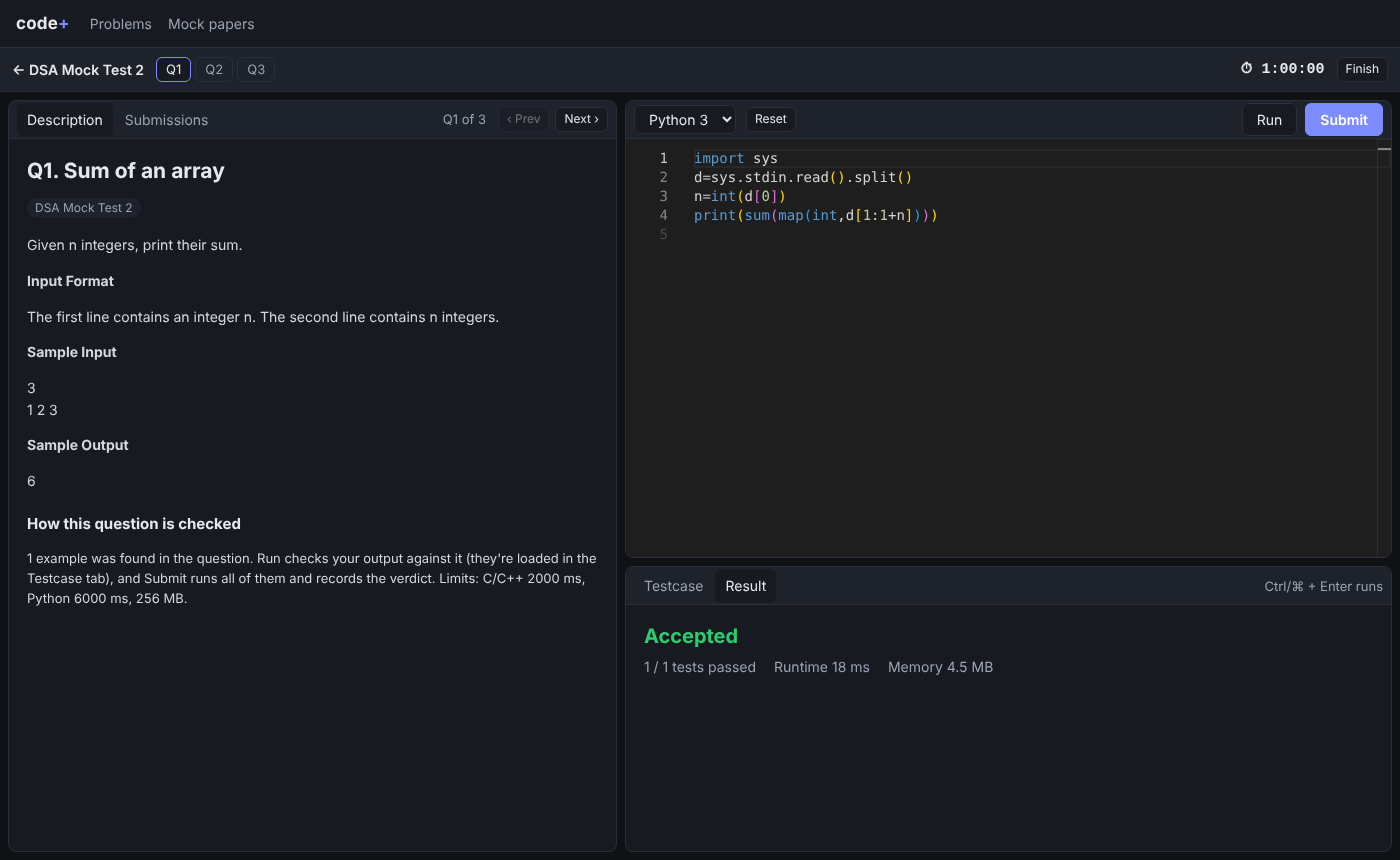 code+ Problems Mock papers
← DSA Mock Test 2 Q1 Q2 Q3 ⏱ 1:00:00 Finish
Description Submissions Q1 of 3 ‹ Prev Next ›
Q1. Sum of an array
DSA Mock Test 2
Given n integers, print their sum.
Input Format
The first line contains an integer n. The second line contains n integers.
Sample Input
3
1 2 3
Sample Output
6
How this question is checked
1 example was found in the question. Run checks your output against it (they're loaded in the
Testcase tab), and Submit runs all of them and records the verdict. Limits: C/C++ 2000 ms,
Python 6000 ms, 256 MB.
Python 3 Reset Run Submit
1 import sys
2 d=sys.stdin.read().split()
3 n=int(d[0])
4 print(sum(map(int,d[1:1+n])))
5
Testcase Result Ctrl/⌘ + Enter runs
Accepted
1 / 1 tests passed Runtime 18 ms Memory 4.5 MB